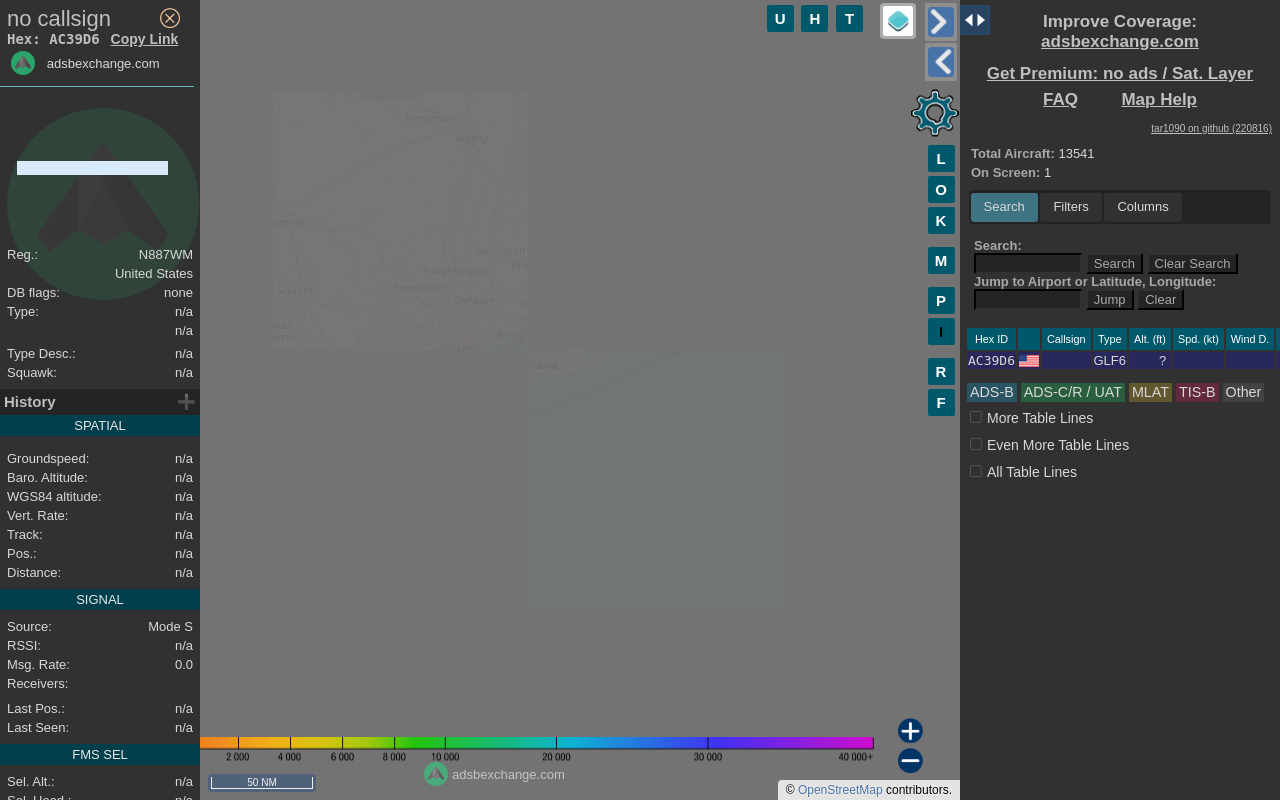 no callsign
Hex: AC39D6 Copy Link
adsbexchange.com
Reg.: N887WM
United States
DB flags: none
Type: n/a
n/a
Type Desc.: n/a
Squawk: n/a
History
SPATIAL
Groundspeed: n/a
Baro. Altitude: n/a
WGS84 altitude: n/a
Vert. Rate: n/a
Track: n/a
Pos.: n/a
Distance: n/a
SIGNAL
Source: Mode S
RSSI: n/a
Msg. Rate: 0.0
Receivers:
Last Pos.: n/a
Last Seen: n/a
FMS SEL
Sel. Alt.: n/a
Sel. Head.: n/a
U H T
L
O
K
M
P
I
R
F
Amsterdam
Albany
Torrington
Poughkeepsie
Newburgh
Scranton
Danbury
Island
2 000 4 000 6 000 8 000 10 000 20 000 30 000 40 000+
adsbexchange.com
50 NM
© OpenStreetMap contributors.
Improve Coverage:
adsbexchange.com
Get Premium: no ads / Sat. Layer
FAQ Map Help
tar1090 on github (220816)
Total Aircraft: 13541
On Screen: 1
Search Filters Columns
Search:
Search Clear Search
Jump to Airport or Latitude, Longitude:
Jump Clear
Hex ID Callsign Type Alt. (ft) Spd. (kt) Wind D.
AC39D6 GLF6 ?
ADS-B ADS-C/R / UAT MLAT TIS-B Other
More Table Lines
Even More Table Lines
All Table Lines